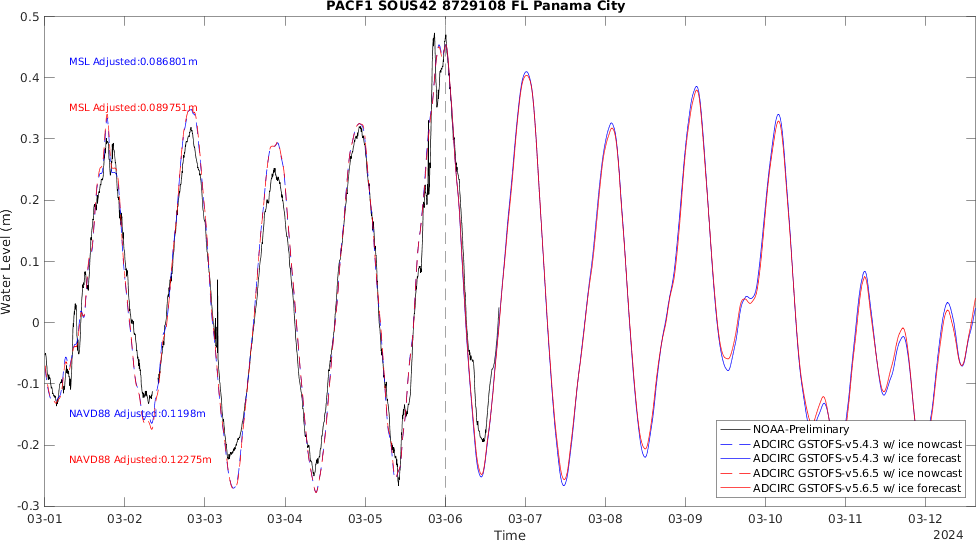 PACF1 SOUS42 8729108 FL Panama City
0.5
MSL Adjusted:0.086801m
0.4
MSL Adjusted:0.089751m
0.3
0.2
0.1
Water Level (m)
0
-0.1
NAVD88 Adjusted:0.1198m
-0.2
NAVD88 Adjusted:0.12275m
-0.3
NOAA-Preliminary
ADCIRC GSTOFS-v5.4.3 w/ ice nowcast
ADCIRC GSTOFS-v5.4.3 w/ ice forecast
ADCIRC GSTOFS-v5.6.5 w/ ice nowcast
ADCIRC GSTOFS-v5.6.5 w/ ice forecast
03-01 03-02 03-03 03-04 03-05 03-06 03-07 03-08 03-09 03-10 03-11 03-12
Time
2024